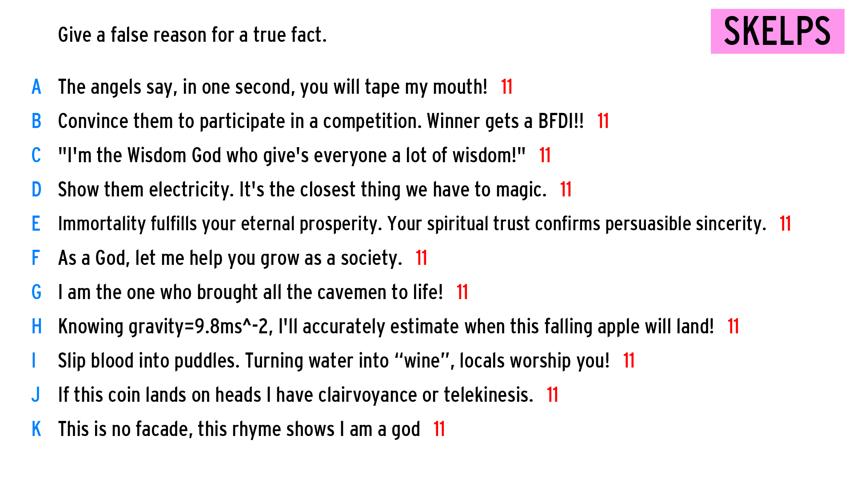 Give a false reason for a true fact.
SKELPS
A The angels say, in one second, you will tape my mouth! 11
B Convince them to participate in a competition. Winner gets a BFDI!! 11
C "I'm the Wisdom God who give's everyone a lot of wisdom!" 11
D Show them electricity. It's the closest thing we have to magic. 11
E Immortality fulfills your eternal prosperity. Your spiritual trust confirms persuasible sincerity. 11
F As a God, let me help you grow as a society. 11
G I am the one who brought all the cavemen to life! 11
H Knowing gravity=9.8ms^-2, I'll accurately estimate when this falling apple will land! 11
I Slip blood into puddles. Turning water into “wine”, locals worship you! 11
J If this coin lands on heads I have clairvoyance or telekinesis. 11
K This is no facade, this rhyme shows I am a god 11